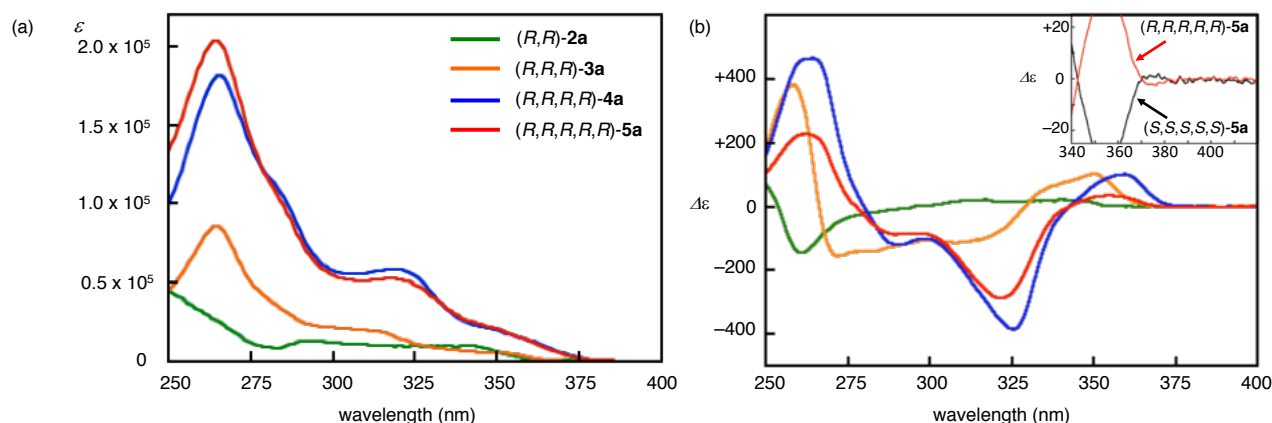 (a)
ε
2.0 x 10⁵
1.5 x 10⁵
1.0 x 10⁵
0.5 x 10⁵
0
250 275 300 325 350 375 400
wavelength (nm)
(R,R)-2a
(R,R,R)-3a
(R,R,R,R)-4a
(R,R,R,R,R)-5a
(b)
+400
+200
Δε
0
−200
−400
250 275 300 325 350 375 400
wavelength (nm)
+20
Δε
0
−20
340 360 380 400
(R,R,R,R,R)-5a
(S,S,S,S,S)-5a